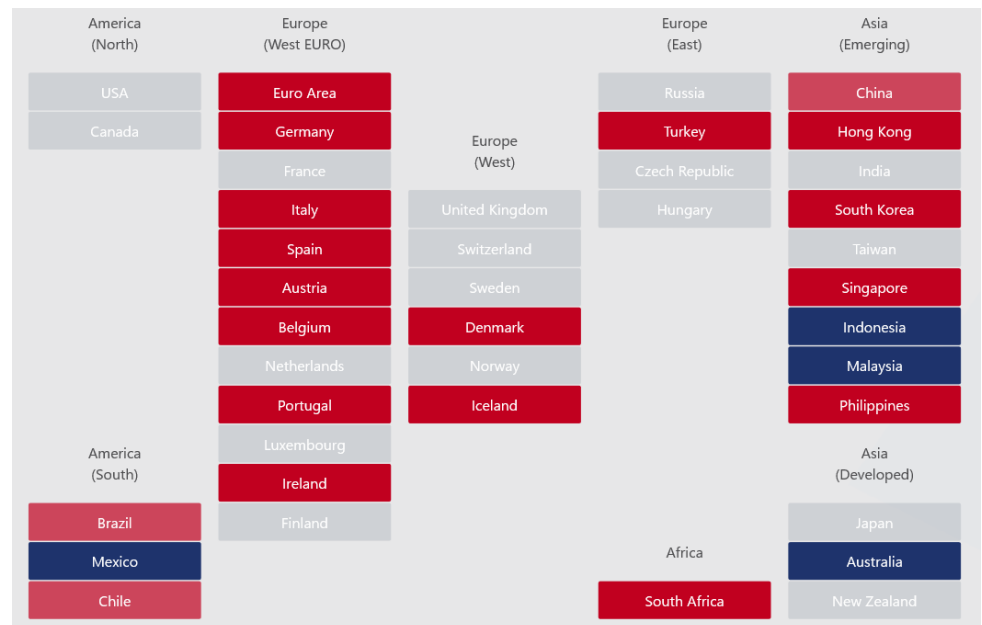 America
(North)
USA
Canada
America
(South)
Brazil
Mexico
Chile
Europe
(West EURO)
Euro Area
Germany
France
Italy
Spain
Austria
Belgium
Netherlands
Portugal
Luxembourg
Ireland
Finland
Europe
(West)
United Kingdom
Switzerland
Sweden
Denmark
Norway
Iceland
Europe
(East)
Russia
Turkey
Czech Republic
Hungary
Africa
South Africa
Asia
(Emerging)
China
Hong Kong
India
South Korea
Taiwan
Singapore
Indonesia
Malaysia
Philippines
Asia
(Developed)
Japan
Australia
New Zealand